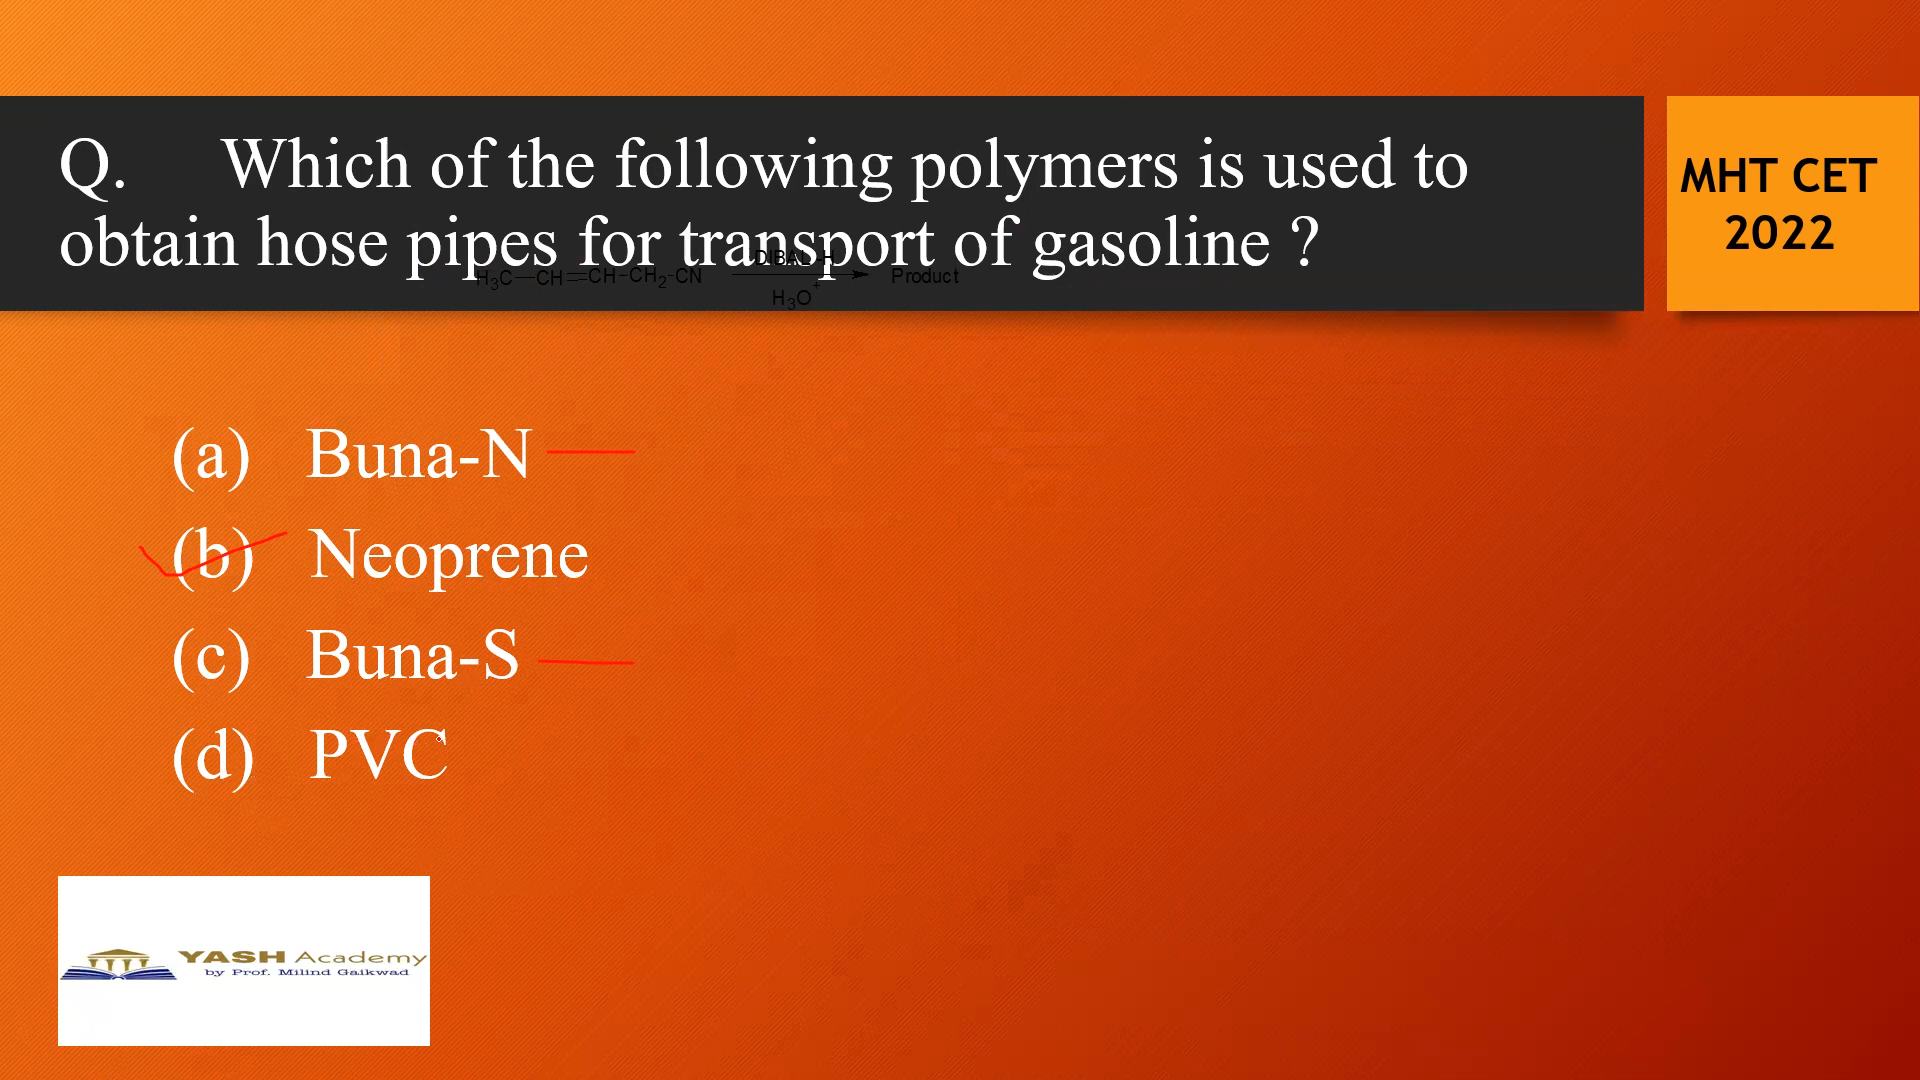 Q. Which of the following polymers is used to
obtain hose pipes for transport of gasoline ?
H3C—CH=CH-CH2-CN
DIBAL-H
H3O+
Product
MHT CET
2022
(a) Buna-N
(b) Neoprene
(c) Buna-S
(d) PVC
YASH Academy
by Prof. Milind Gaikwad